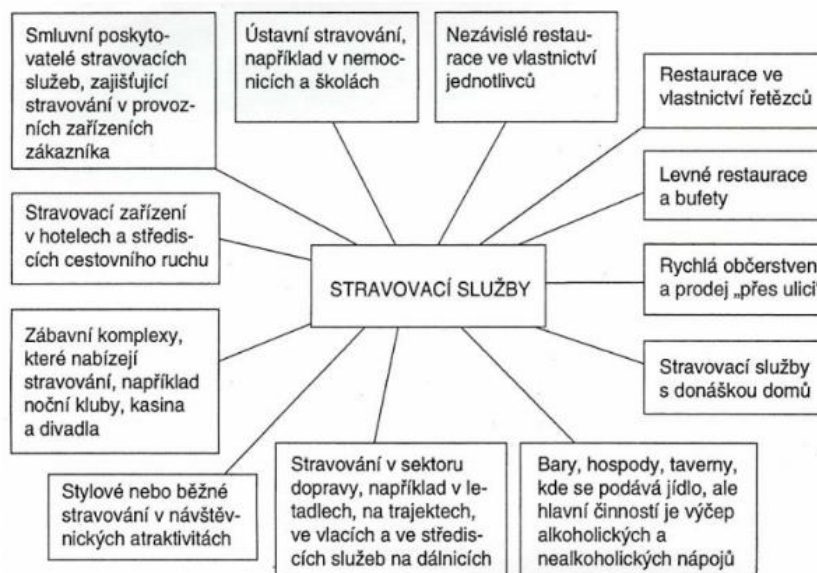 Smluvní poskyto-
vatelé stravovacích
služeb, zajišťující
stravování v provoz-
ních zařízeních
zákazníka
Ústavní stravování,
například v nemoc-
nicích a školách
Nezávislé restau-
race ve vlastnictví
jednotlivců
Restaurace ve
vlastnictví řetězců
Levné restaurace
a bufety
Stravovací zařízení
v hotelech a středis-
cích cestovního ruchu
STRAVOVACÍ SLUŽBY
Rychlá občerstven
a prodej „přes ulici“
Zábavní komplexy,
které nabízejí
stravování, například
noční kluby, kasina
a divadla
Stravovací služby
s donáškou domů
Stylové nebo běžné
stravování v návštěv-
nických atraktivitách
Stravování v sektoru
dopravy, například v le-
tadlech, na trajektech,
ve vlacích a ve středis-
cích služeb na dálnicích
Bary, hospody, taverny,
kde se podává jídlo, ale
hlavní činností je výčep
alkoholických a
nealkoholických nápojů